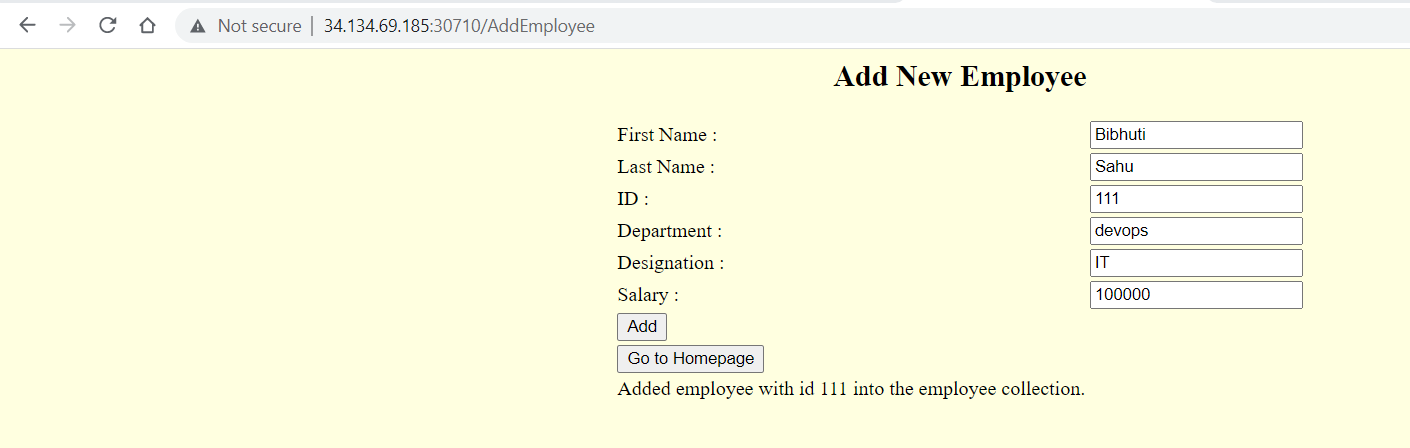 Not secure | 34.134.69.185:30710/AddEmployee
Add New Employee
First Name : Bibhuti
Last Name : Sahu
ID : 111
Department : devops
Designation : IT
Salary : 100000
Add
Go to Homepage
Added employee with id 111 into the employee collection.